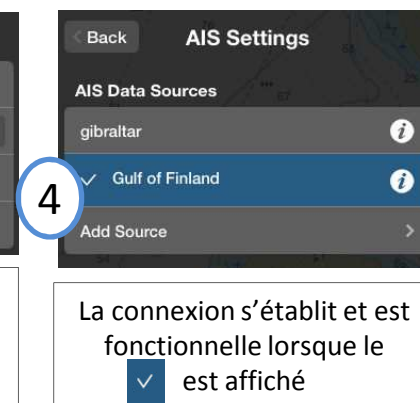 Back AIS Settings
AIS Data Sources
gibraltar
Gulf of Finland
4
Add Source
La connexion s’établit et est
fonctionnelle lorsque le
est affiché